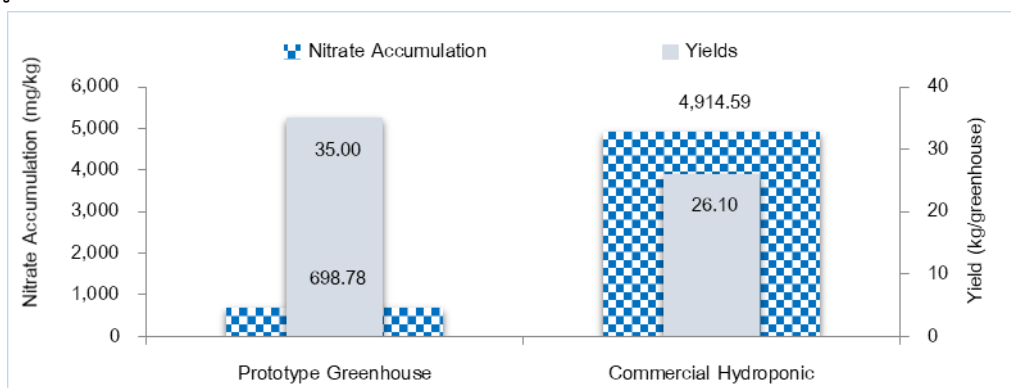 Nitrate Accumulation
Yields
Nitrate Accumulation (mg/kg)
6,000
5,000
4,000
3,000
2,000
1,000
0
35.00
698.78
4,914.59
26.10
40
30
20
10
0
Yield (kg/greenhouse)
Prototype Greenhouse
Commercial Hydroponic